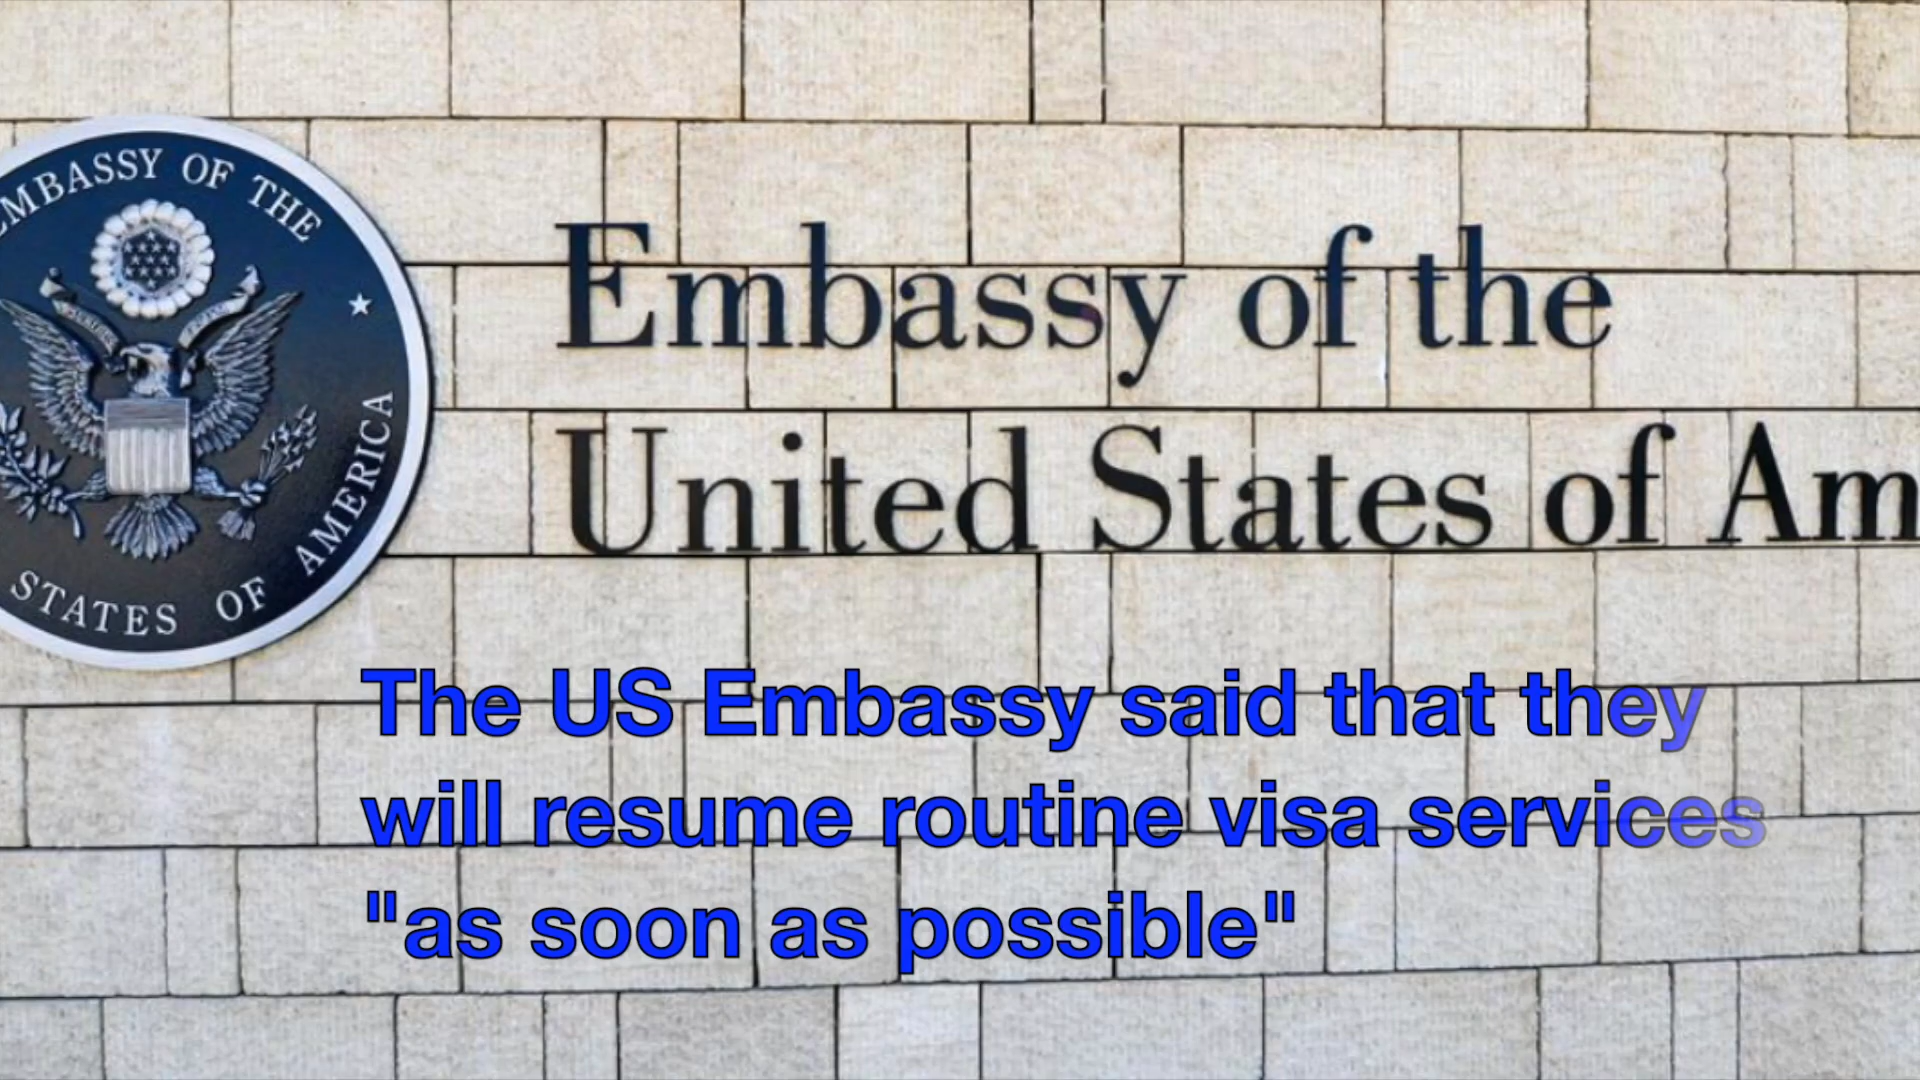 EMBASSY OF THE
STATES OF AMERICA
Embassy of the
United States of Am
The US Embassy said that they
will resume routine visa services
"as soon as possible"